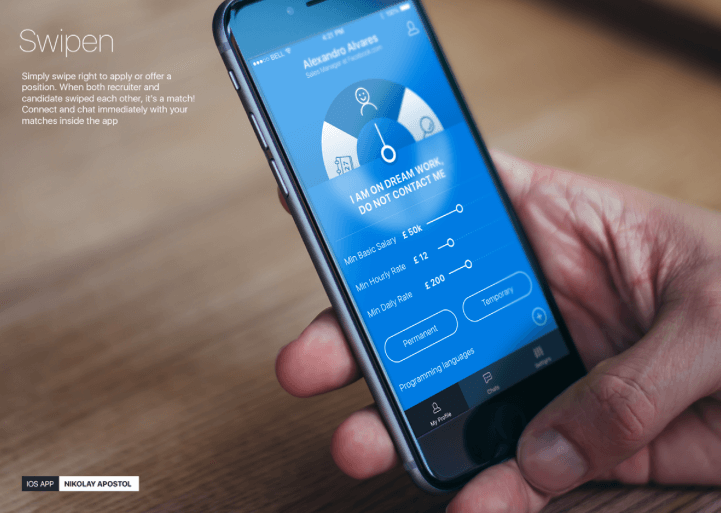 Swipen
Simply swipe right to apply or offer a
position. When both recruiter and
candidate swiped each other, it's a match!
Connect and chat immediately with your
matches inside the app
BELL
4:21 PM
100%
Alexandro Alvares
Sales Manager at Facebook.com
I AM ON DREAM WORK,
DO NOT CONTACT ME
Min Basic Salary £ 50k
Min Hourly Rate £ 12
Min Daily Rate £ 200
Permanent Temporary
Programming languages
My Profile Chats
IOS APP NIKOLAY APOSTOL